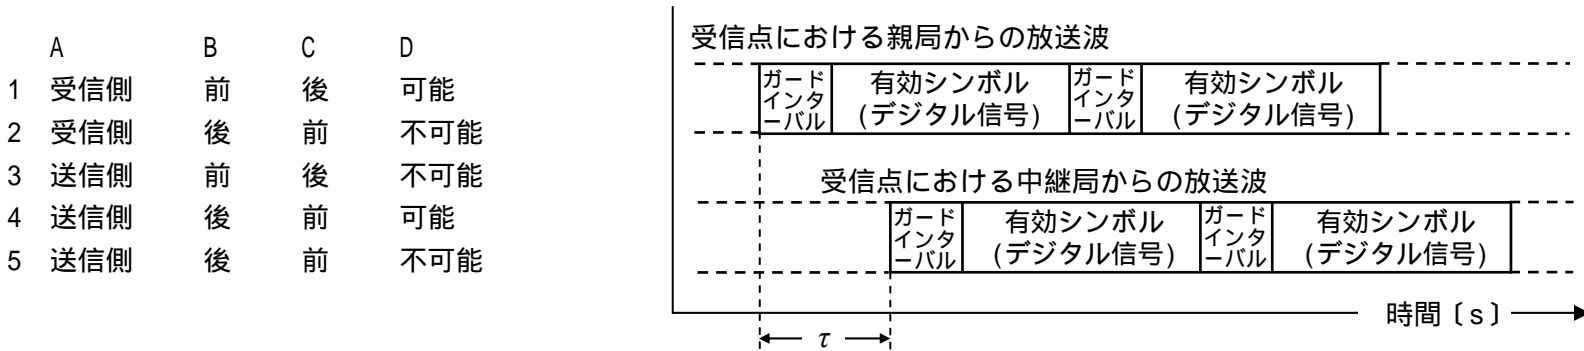 A B C D
1 受信側 前 後 可能
2 受信側 後 前 不可能
3 送信側 前 後 不可能
4 送信側 後 前 可能
5 送信側 後 前 不可能
受信点における親局からの放送波
ガード
インタ
ーバル
有効シンボル
(デジタル信号)
ガード
インタ
ーバル
有効シンボル
(デジタル信号)
受信点における中継局からの放送波
ガード
インタ
ーバル
有効シンボル
(デジタル信号)
ガード
インタ
ーバル
有効シンボル
(デジタル信号)
時間〔s〕
τ